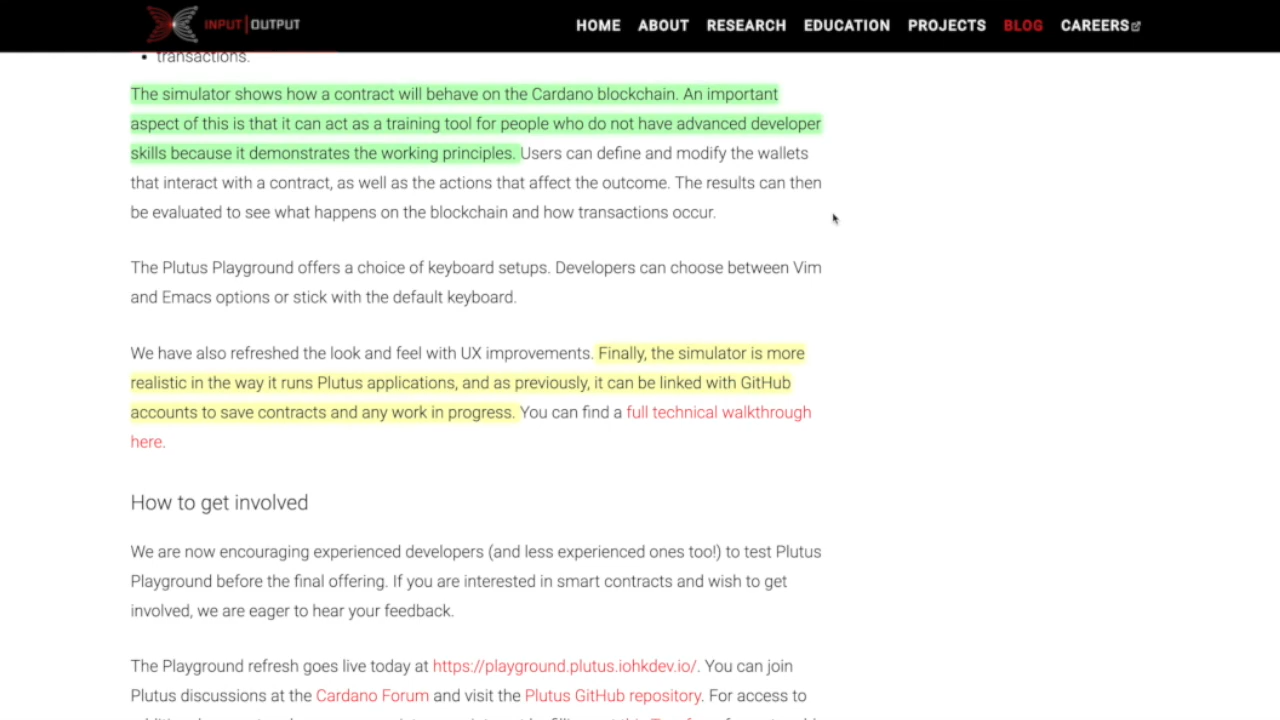 INPUT|OUTPUT
HOME ABOUT RESEARCH EDUCATION PROJECTS BLOG CAREERS
• transactions.
The simulator shows how a contract will behave on the Cardano blockchain. An important
aspect of this is that it can act as a training tool for people who do not have advanced developer
skills because it demonstrates the working principles. Users can define and modify the wallets
that interact with a contract, as well as the actions that affect the outcome. The results can then
be evaluated to see what happens on the blockchain and how transactions occur.
The Plutus Playground offers a choice of keyboard setups. Developers can choose between Vim
and Emacs options or stick with the default keyboard.
We have also refreshed the look and feel with UX improvements. Finally, the simulator is more
realistic in the way it runs Plutus applications, and as previously, it can be linked with GitHub
accounts to save contracts and any work in progress. You can find a full technical walkthrough
here.
How to get involved
We are now encouraging experienced developers (and less experienced ones too!) to test Plutus
Playground before the final offering. If you are interested in smart contracts and wish to get
involved, we are eager to hear your feedback.
The Playground refresh goes live today at https://playground.plutus.iohkdev.io/. You can join
Plutus discussions at the Cardano Forum and visit the Plutus GitHub repository. For access to